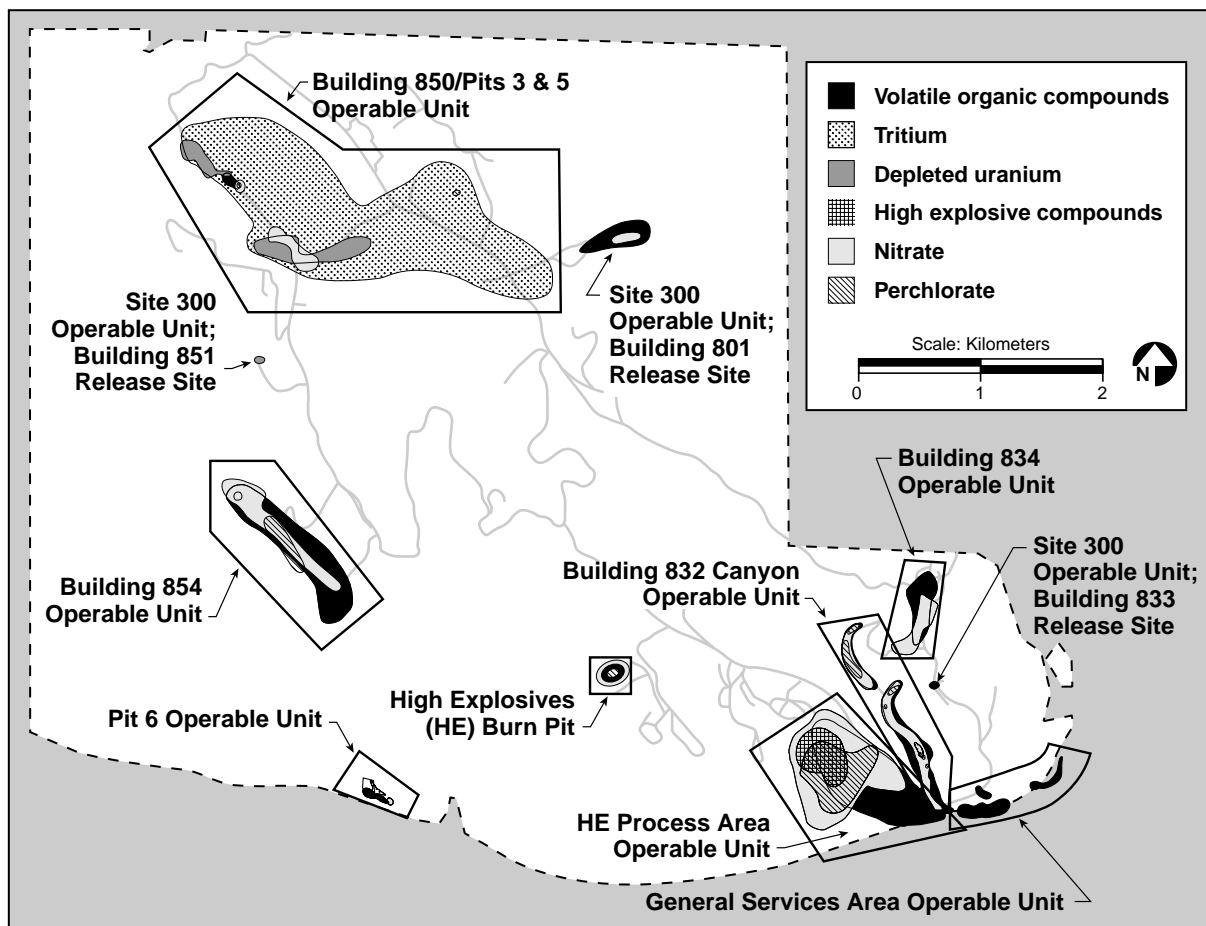 Building 850/Pits 3 & 5
Operable Unit
Volatile organic compounds
Tritium
Depleted uranium
High explosive compounds
Nitrate
Perchlorate
Scale: Kilometers
0 1 2
N
Site 300
Operable Unit;
Building 851
Release Site
Site 300
Operable Unit;
Building 801
Release Site
Building 834
Operable Unit
Site 300
Operable Unit;
Building 833
Release Site
Building 832 Canyon
Operable Unit
Building 854
Operable Unit
High Explosives
(HE) Burn Pit
Pit 6 Operable Unit
HE Process Area
Operable Unit
General Services Area Operable Unit